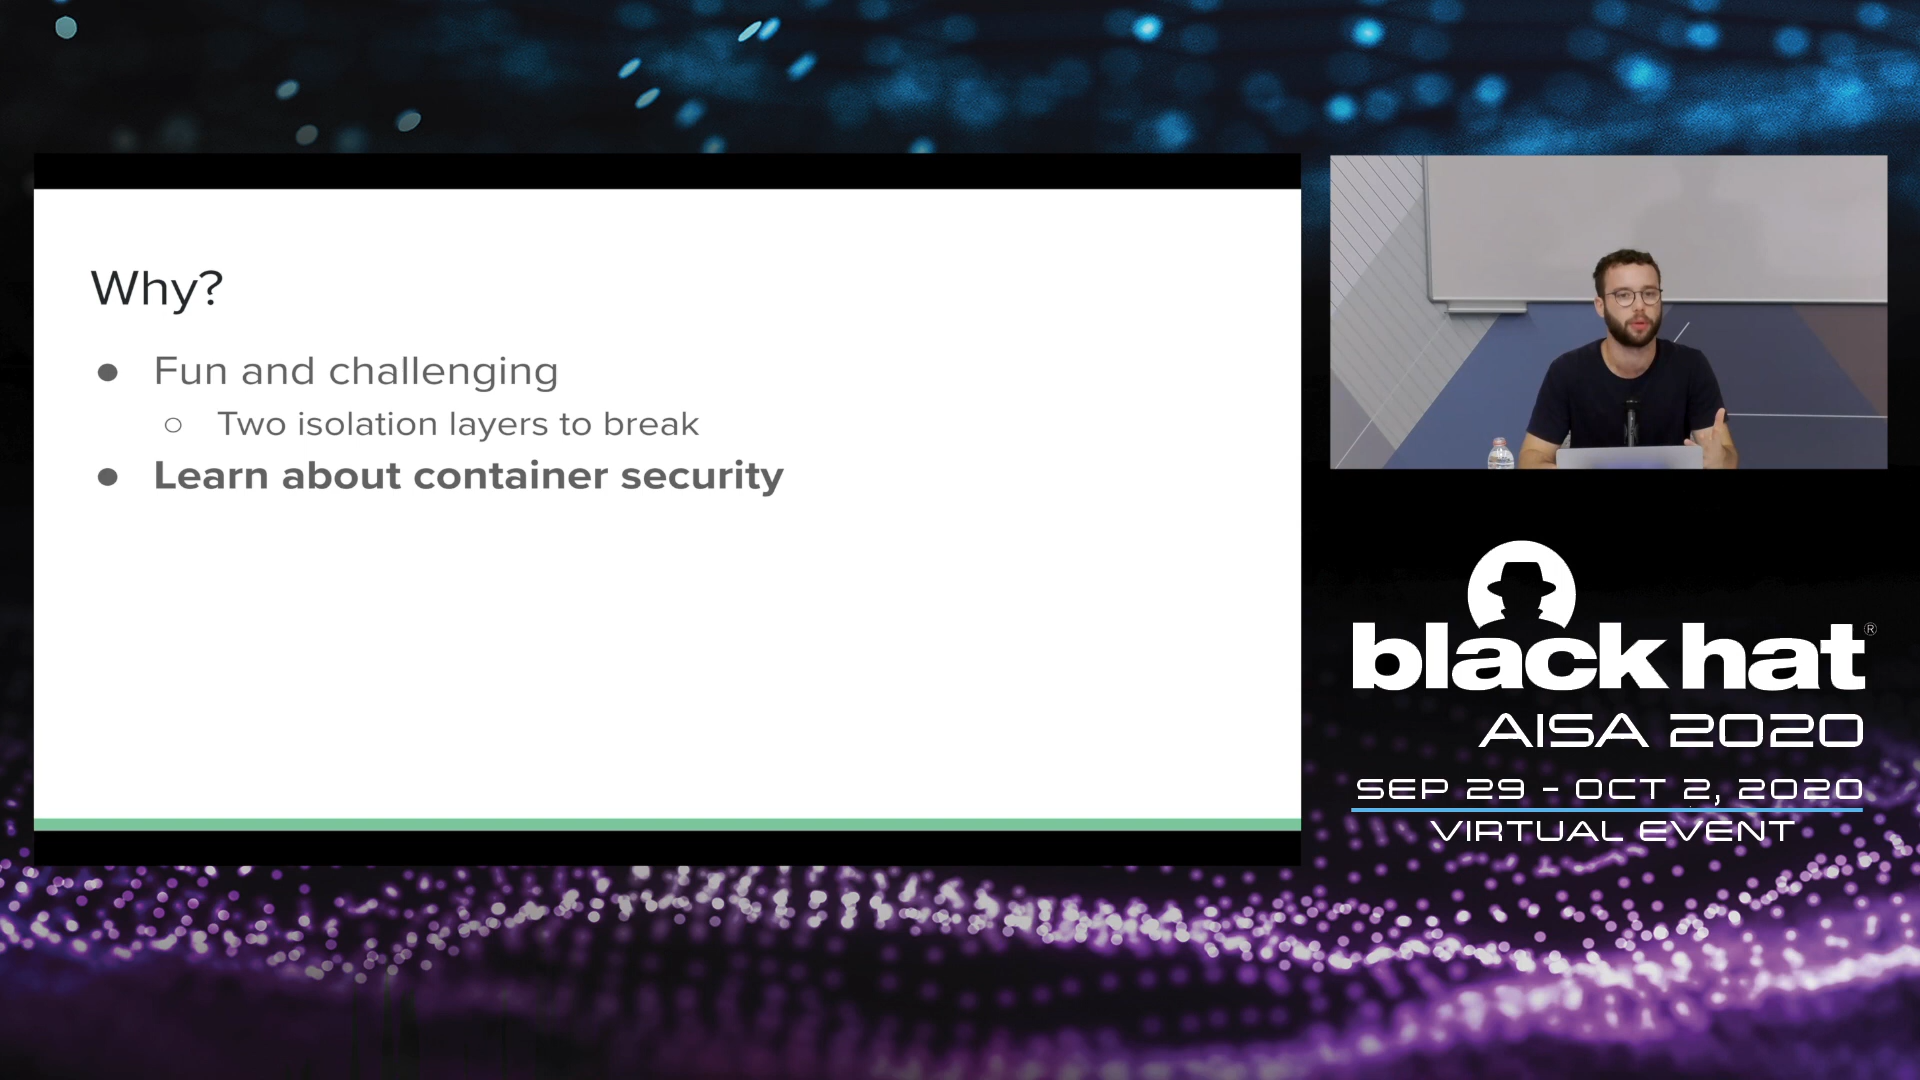 Why?
● Fun and challenging
○ Two isolation layers to break
● Learn about container security
black hat®
AISA 2020
SEP 29 - OCT 2, 2020
VIRTUAL EVENT